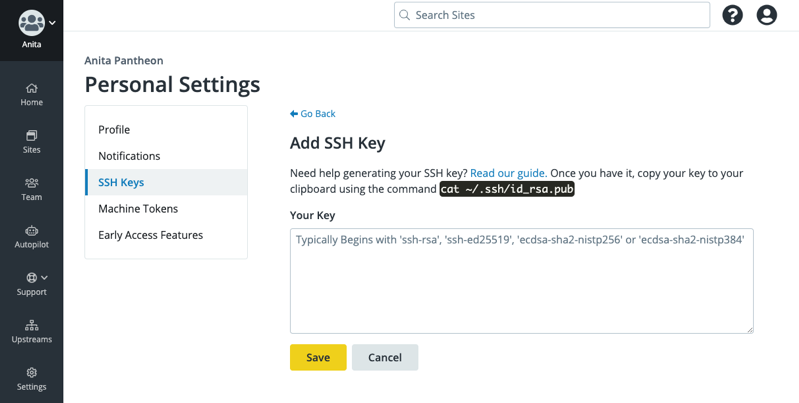 Anita
Home
Sites
Team
Autopilot
Support
Upstreams
Settings
Search Sites
?
Anita Pantheon
Personal Settings
Profile
Notifications
SSH Keys
Machine Tokens
Early Access Features
Go Back
Add SSH Key
Need help generating your SSH key? Read our guide. Once you have it, copy your key to your
clipboard using the command cat ~/.ssh/id_rsa.pub
Your Key
Typically Begins with 'ssh-rsa', 'ssh-ed25519', 'ecdsa-sha2-nistp256' or 'ecdsa-sha2-nistp384'
Save
Cancel